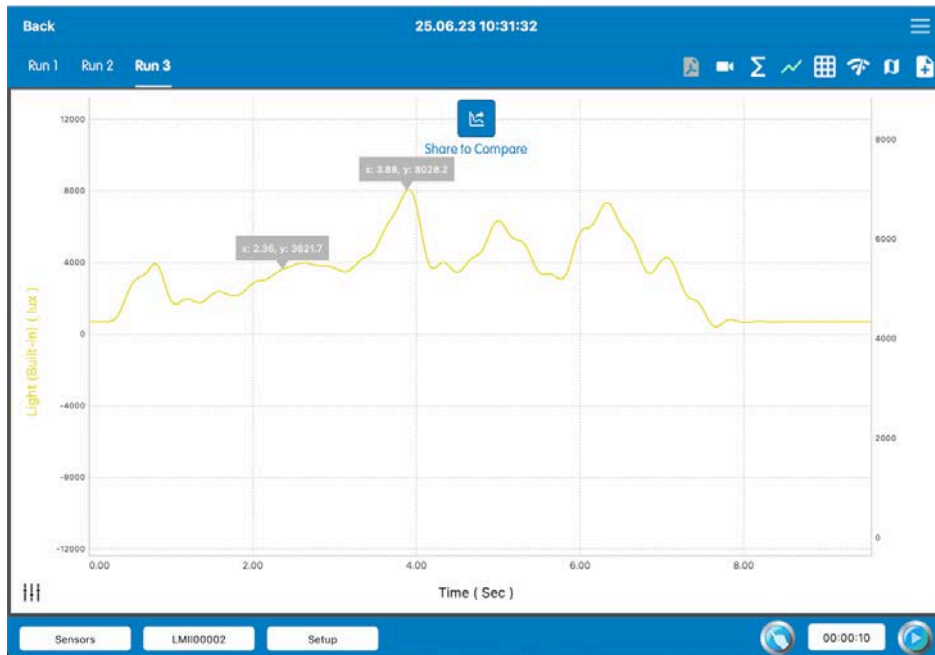 Back
25.06.23 10:31:32
Run 1 Run 2 Run 3
Share to Compare
x: 3.88, y: 8028.2
x: 2.36, y: 3621.7
12000
8000
4000
0
-4000
-8000
-12000
Light (Built-in) ( lux )
8000
6000
4000
2000
0
0.00 2.00 4.00 6.00 8.00
Time ( Sec )
Sensors LMII00002 Setup 00:00:10